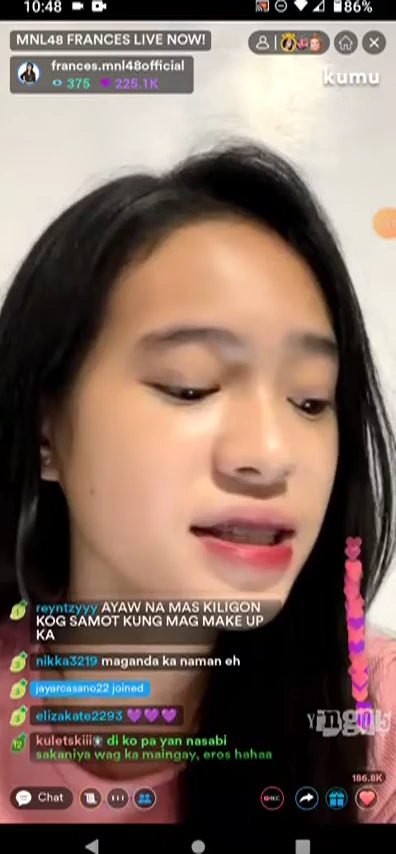 10:48
86%
MNL48 FRANCES LIVE NOW!
frances.mnl48official
375 225.1K
kumu
reyntzyyy AYAW NA MAS KILIGON
KOG SAMOT KUNG MAG MAKE UP
KA
nikka3219 maganda ka naman eh
jayarcasano22 joined
elizakate2293
kuletskiii di ko pa yan nasabi
sakaniya wag ka maingay, eros hahaa
186.8K
Chat